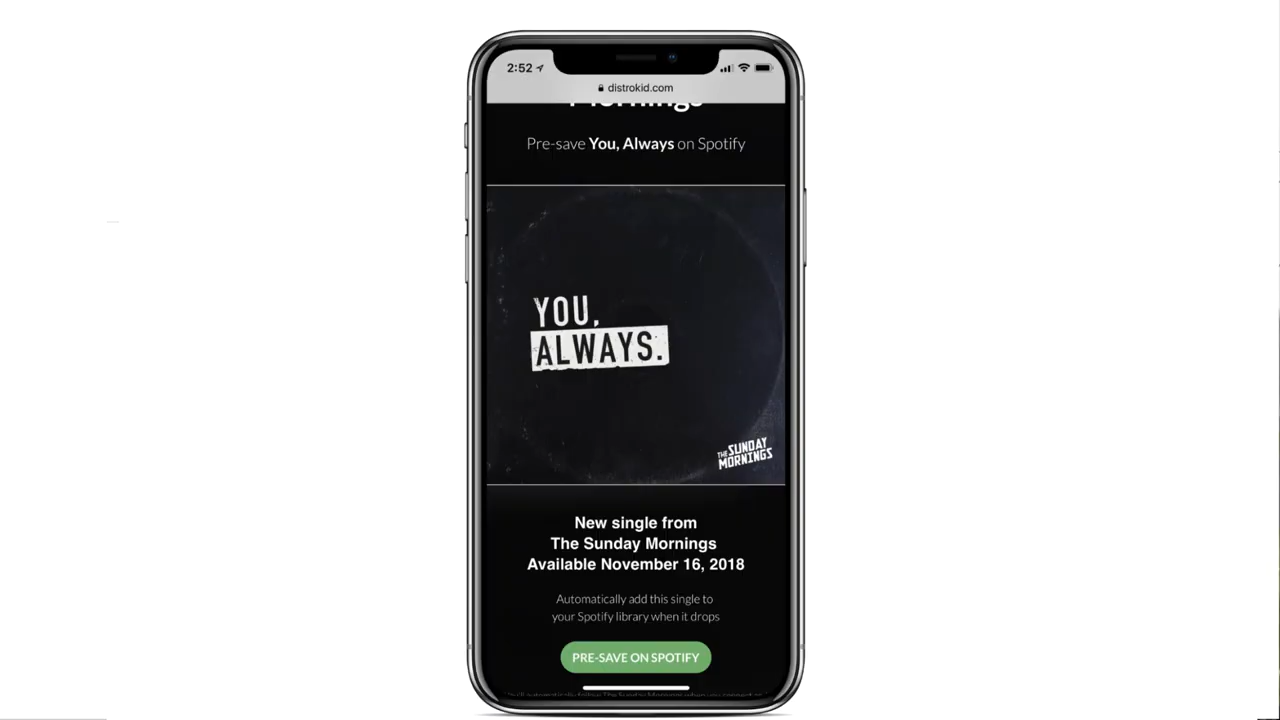 2:52
distrokid.com
Mornings
Pre-save You, Always on Spotify
YOU,
ALWAYS.
THE SUNDAY
MORNINGS
New single from
The Sunday Mornings
Available November 16, 2018
Automatically add this single to
your Spotify library when it drops
PRE-SAVE ON SPOTIFY